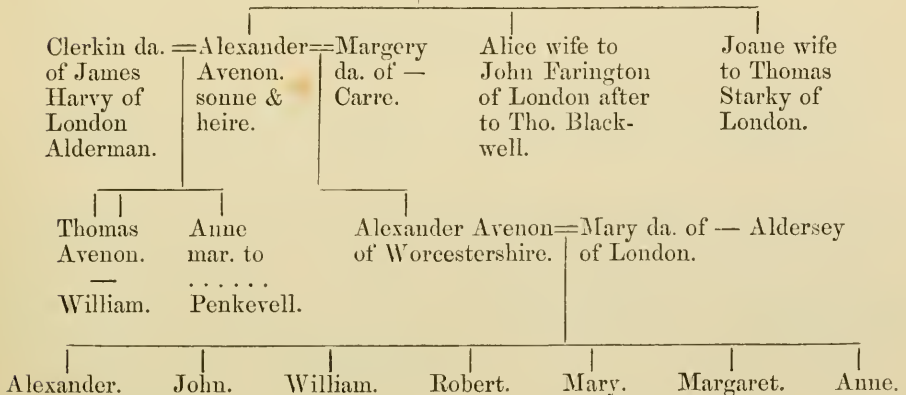 Clerkin da. of James Harvy of London Alderman.
=Alexander= Avenon. sonne & heire.
Margery da. of — Carre.
Alice wife to John Farington of London after to Tho. Blackwell.
Joane wife to Thomas Starky of London.
Thomas Avenon.
—
William.
Anne mar. to
......
Penkevell.
Alexander Avenon=Mary da. of — Aldersey
of Worcestershire. of London.
Alexander. John. William. Robert. Mary. Margaret. Anne.